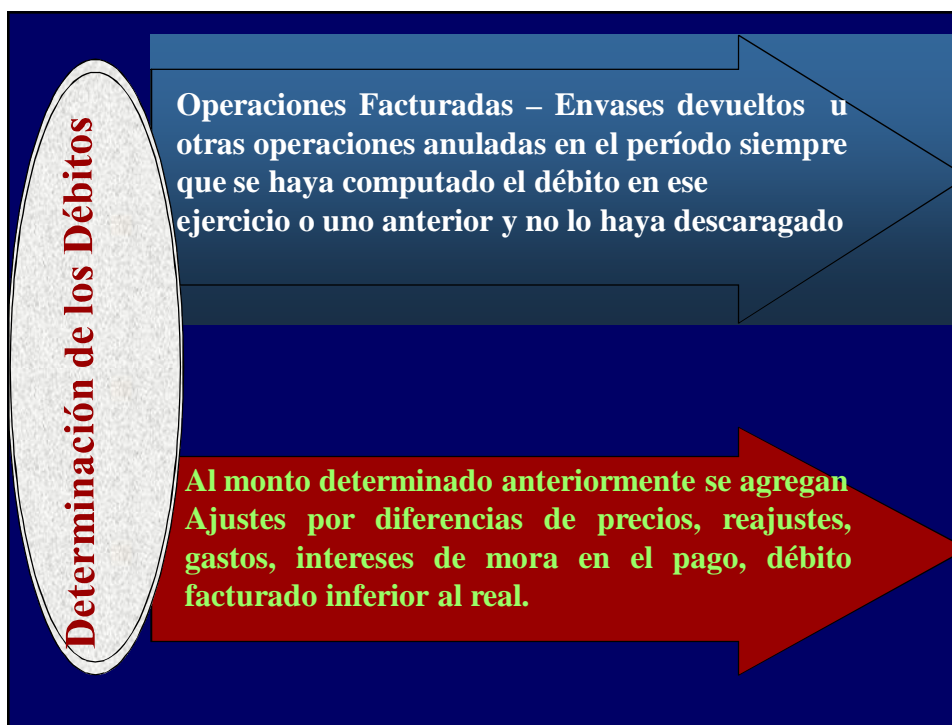 Determinación de los Débitos
Operaciones Facturadas – Envases devueltos u
otras operaciones anuladas en el período siempre
que se haya computado el débito en ese
ejercicio o uno anterior y no lo haya descaragado
Al monto determinado anteriormente se agregan
Ajustes por diferencias de precios, reajustes,
gastos, intereses de mora en el pago, débito
facturado inferior al real.